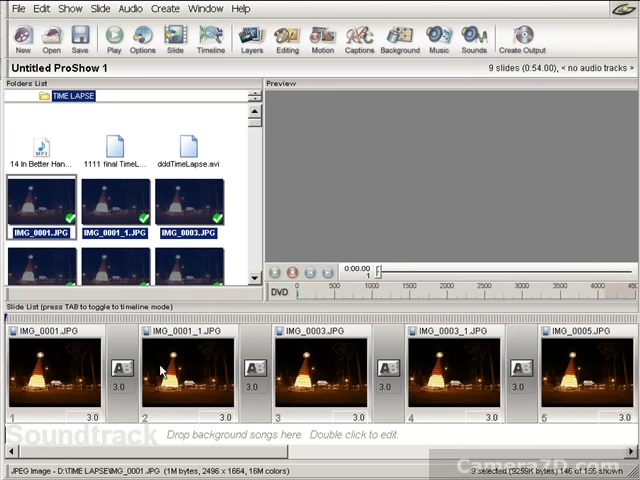 File Edit Show Slide Audio Create Window Help
New Open Save Play Options Slide Timeline Layers Editing Motion Captions Background Music Sounds Create Output
Untitled ProShow 1
9 slides (0:54.00), < no audio tracks >
Folders List
Preview
TIME LAPSE
14 In Better Han... 1111 final TimeL... dddTimeLapse.avi
IMG_0001.JPG IMG_0001_1.JPG IMG_0003.JPG
0:00.00
1
DVD 0 500 1000 1500 2000 2500 3000 3500 4000 450
Slide List (press TAB to toggle to timeline mode)
IMG_0001.JPG IMG_0001_1.JPG IMG_0003.JPG IMG_0003_1.JPG IMG_0005.JPG
3.0 3.0 3.0 3.0
1 3.0 2 3.0 3 3.0 4 3.0 5 3.0
Soundtrack Drop background songs here. Double click to edit.
JPEG Image - D:\TIME LAPSE\IMG_0001.JPG (1M bytes, 2496 x 1664, 16M colors)
9 selected (9259K bytes) 146 of 156 shown
Camera7D.com